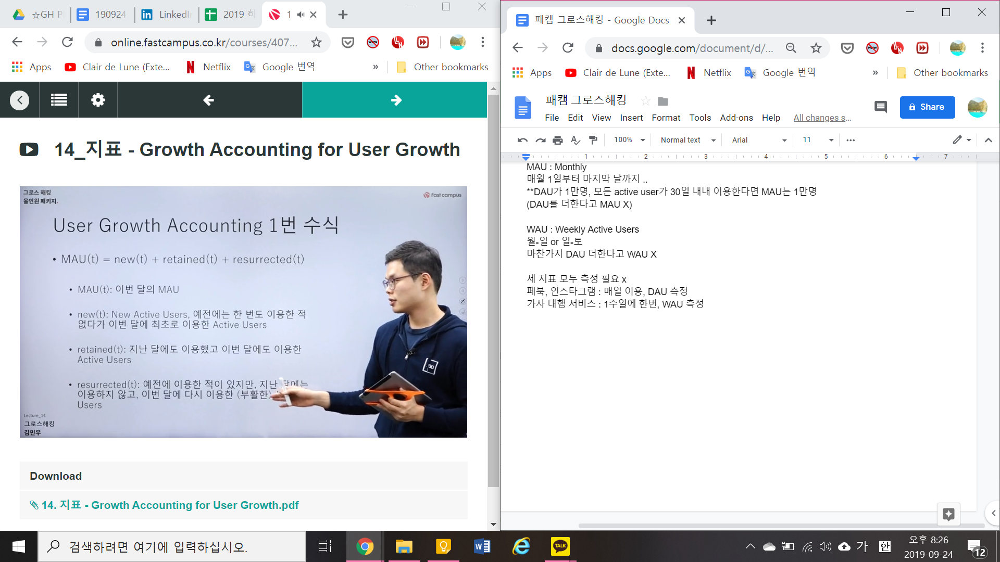 ☆GH P
190924
LinkedIn
2019 하
1
online.fastcampus.co.kr/courses/407...
Apps
Clair de Lune (Exte...
Netflix
Google 번역
»
Other bookmarks
14_지표 - Growth Accounting for User Growth
그로스 해킹
올인원 패키지.
fast campus
User Growth Accounting 1번 수식
• MAU(t) = new(t) + retained(t) + resurrected(t)
• MAU(t): 이번 달의 MAU
• new(t): New Active Users, 예전에는 한 번도 이용한 적
없다가 이번 달에 최초로 이용한 Active Users
• retained(t): 지난 달에도 이용했고 이번 달에도 이용한
Active Users
• resurrected(t): 예전에 이용한 적이 있지만, 지난 달에는
이용하지 않고, 이번 달에 다시 이용한 (부활한)
Users
Lecture_14
그로스해킹
김민우
Download
14. 지표 - Growth Accounting for User Growth.pdf
패캠 그로스해킹 - Google Docs
docs.google.com/document/d/...
Apps
Clair de Lune (Exte...
Netflix
Google 번역
»
Other bookmarks
패캠 그로스해킹
File Edit View Insert Format Tools Add-ons Help All changes s...
Share
100% Normal text Arial 11
1 2 3 4 5 6 7
MAU : Monthly
매월 1일부터 마지막 날까지 ..
**DAU가 1만명, 모든 active user가 30일 내내 이용한다면 MAU는 1만명
(DAU를 더한다고 MAU X)
WAU : Weekly Active Users
월-일 or 일-토
마찬가지 DAU 더한다고 WAU X
세 지표 모두 측정 필요 x
페북, 인스타그램 : 매일 이용, DAU 측정
가사 대행 서비스 : 1주일에 한번, WAU 측정
검색하려면 여기에 입력하십시오.
TALK
가
한
오후 8:26
2019-09-24
12